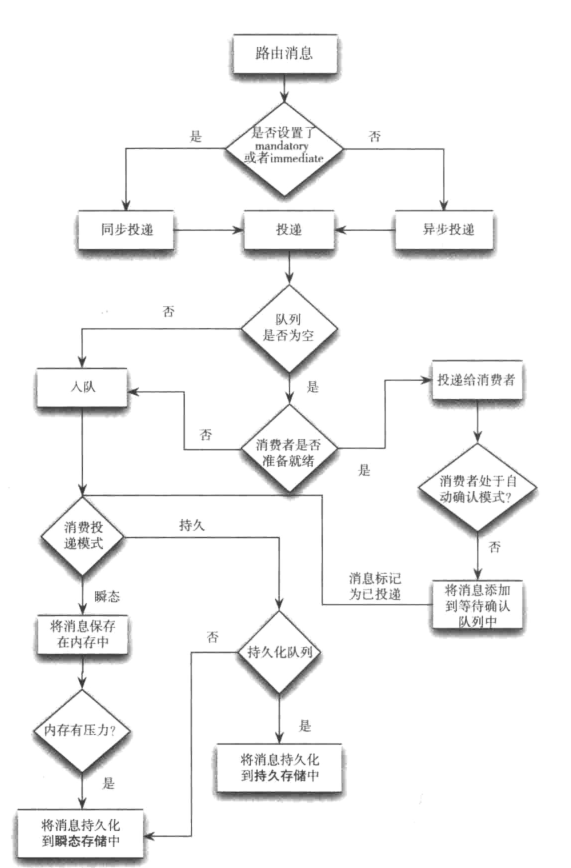 路由消息
是否设置了
mandatory
或者immediate
是
否
同步投递
投递
异步投递
队列
是否为空
否
是
入队
投递给消费者
消费者是否
准备就绪
否
是
消费者处于自
动确认模式?
否
消费投
递模式
持久
消息标记
为已投递
将消息添加
到等待确认
队列中
瞬态
将消息保存
在内存中
否
持久化队列
内存有压力?
是
将消息持久化
到持久存储中
是
将消息持久化
到瞬态存储中